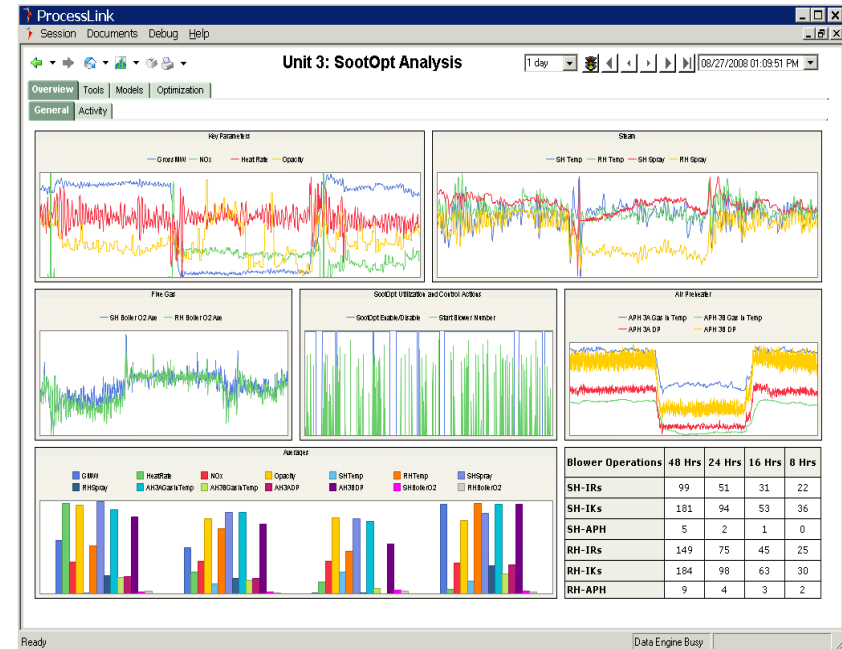 ProcessLink
Session Documents Debug Help
Unit 3: SootOpt Analysis
1 day
08/27/2008 01:09:51 PM
Overview Tools Models Optimization
General Activity
Key Parameters
Gross MW NOx Heat Rate Opacity
Steam
SH Temp RH Temp SH Spray RH Spray
Flue Gas
SH Boiler O2 Ave RH Boiler O2 Ave
SootOpt Utilization and Control Actions
SootOpt Enable/Disable Start Blower Number
Air Preheater
APH 3A Gas In Temp APH 3B Gas In Temp
APH 3A DP APH 3B DP
Averages
GMW HeatRate NOx Opacity SHTemp RHTemp SHSpray
RHSpray AH3AGasInTemp AH3BGasInTemp AH3ADP AH3BDP SHBoilerO2 RHBoilerO2
Blower Operations 48 Hrs 24 Hrs 16 Hrs 8 Hrs
SH-IRs 99 51 31 22
SH-IKs 181 94 53 36
SH-APH 5 2 1 0
RH-IRs 149 75 45 25
RH-IKs 184 98 63 30
RH-APH 9 4 3 2
Ready
Data Engine Busy